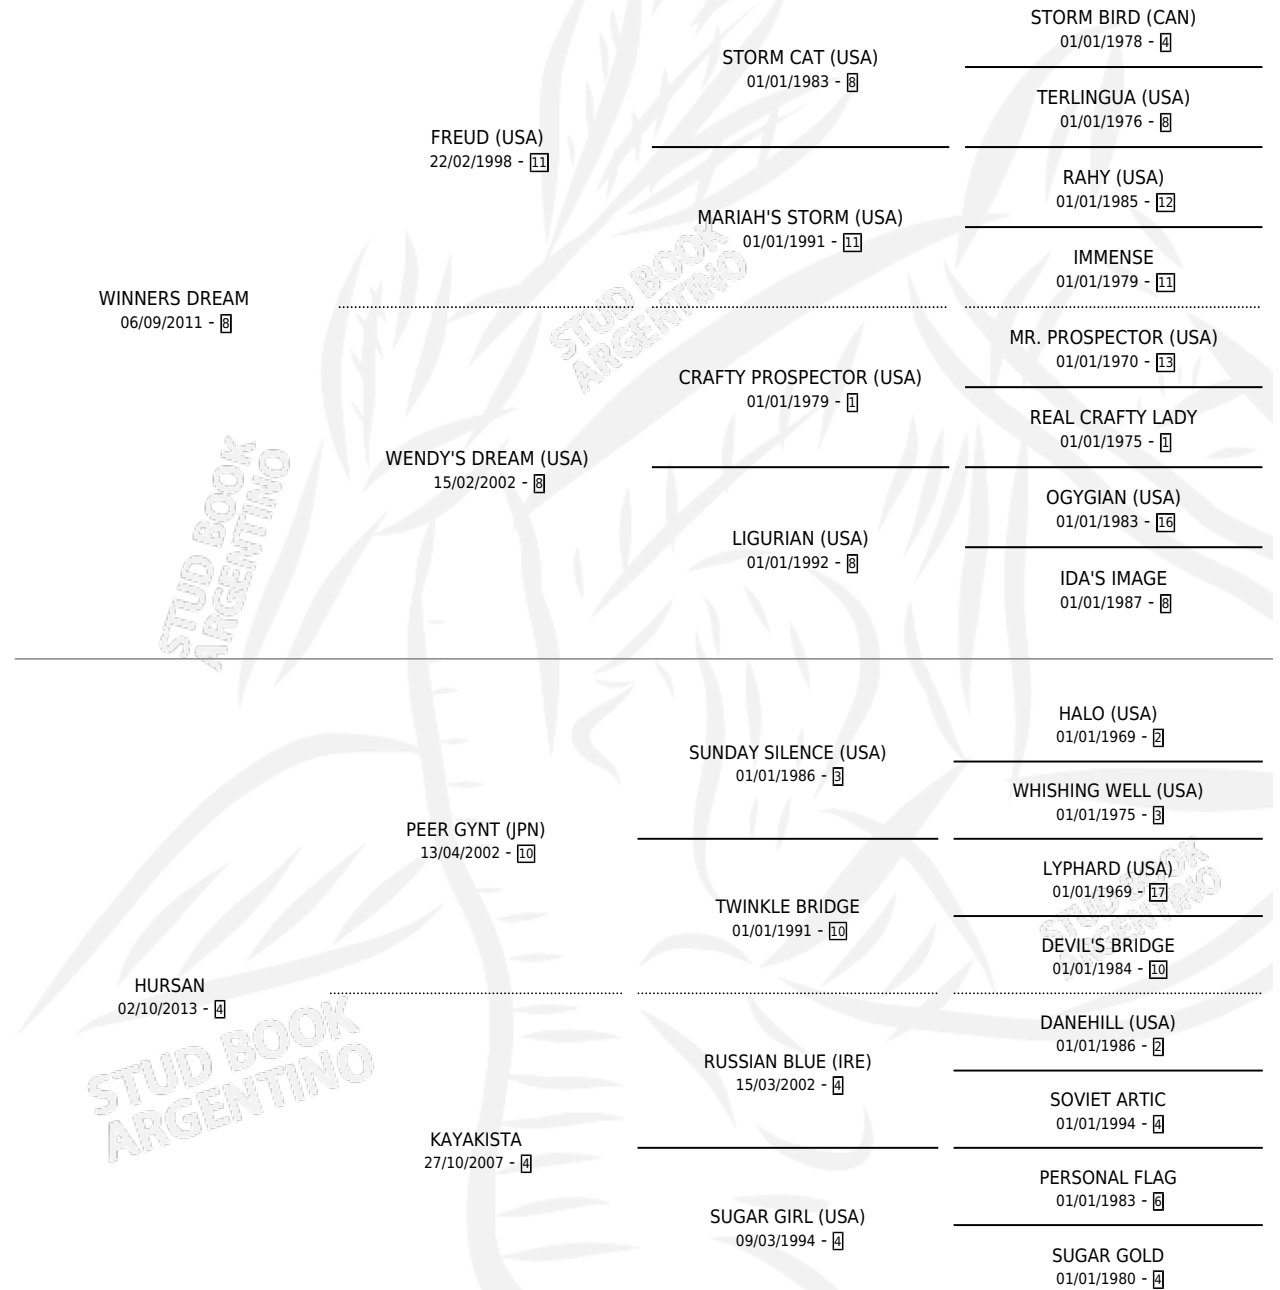 STORM BIRD (CAN)
01/01/1978 - 4
STORM CAT (USA)
01/01/1983 - 8
TERLINGUA (USA)
01/01/1976 - 8
FREUD (USA)
22/02/1998 - 11
RAHY (USA)
01/01/1985 - 12
MARIAH'S STORM (USA)
01/01/1991 - 11
IMMENSE
01/01/1979 - 11
WINNERS DREAM
06/09/2011 - 8
MR. PROSPECTOR (USA)
01/01/1970 - 13
CRAFTY PROSPECTOR (USA)
01/01/1979 - 1
REAL CRAFTY LADY
01/01/1975 - 1
WENDY'S DREAM (USA)
15/02/2002 - 8
OGYGIAN (USA)
01/01/1983 - 16
LIGURIAN (USA)
01/01/1992 - 8
IDA'S IMAGE
01/01/1987 - 8
HALO (USA)
01/01/1969 - 2
SUNDAY SILENCE (USA)
01/01/1986 - 3
WHISHING WELL (USA)
01/01/1975 - 3
PEER GYNT (JPN)
13/04/2002 - 10
LYPHARD (USA)
01/01/1969 - 17
TWINKLE BRIDGE
01/01/1991 - 10
DEVIL'S BRIDGE
01/01/1984 - 10
HURSAN
02/10/2013 - 4
DANEHILL (USA)
01/01/1986 - 2
RUSSIAN BLUE (IRE)
15/03/2002 - 4
SOVIET ARTIC
01/01/1994 - 4
KAYAKISTA
27/10/2007 - 4
PERSONAL FLAG
01/01/1983 - 6
SUGAR GIRL (USA)
09/03/1994 - 4
SUGAR GOLD
01/01/1980 - 4
STUD BOOK
ARGENTINO
STUD BOOK
ARGENTINO
STUD BOOK
ARGENTINO
STUD BOOK
ARGENTINO